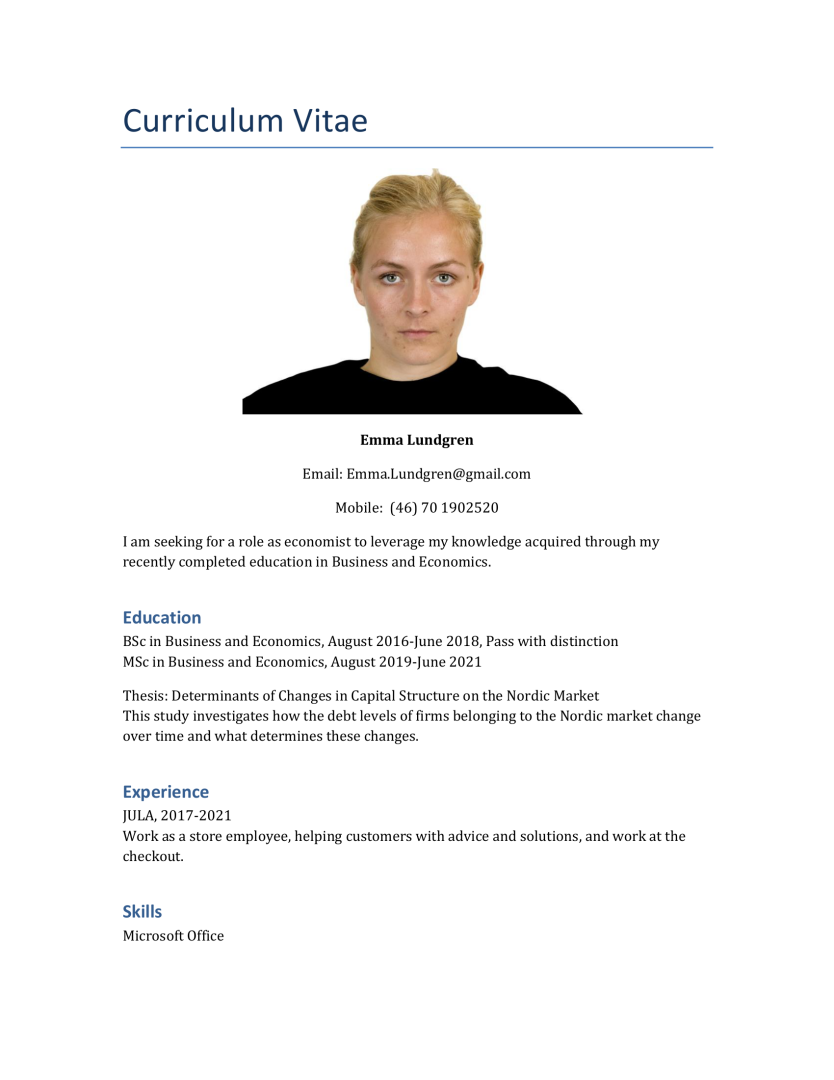 Curriculum Vitae
Emma Lundgren
Email: Emma.Lundgren@gmail.com
Mobile:  (46) 70 1902520
I am seeking for a role as economist to leverage my knowledge acquired through my
recently completed education in Business and Economics.
Education
BSc in Business and Economics, August 2016-June 2018, Pass with distinction
MSc in Business and Economics, August 2019-June 2021
Thesis: Determinants of Changes in Capital Structure on the Nordic Market
This study investigates how the debt levels of firms belonging to the Nordic market change
over time and what determines these changes.
Experience
JULA, 2017-2021
Work as a store employee, helping customers with advice and solutions, and work at the
checkout.
Skills
Microsoft Office